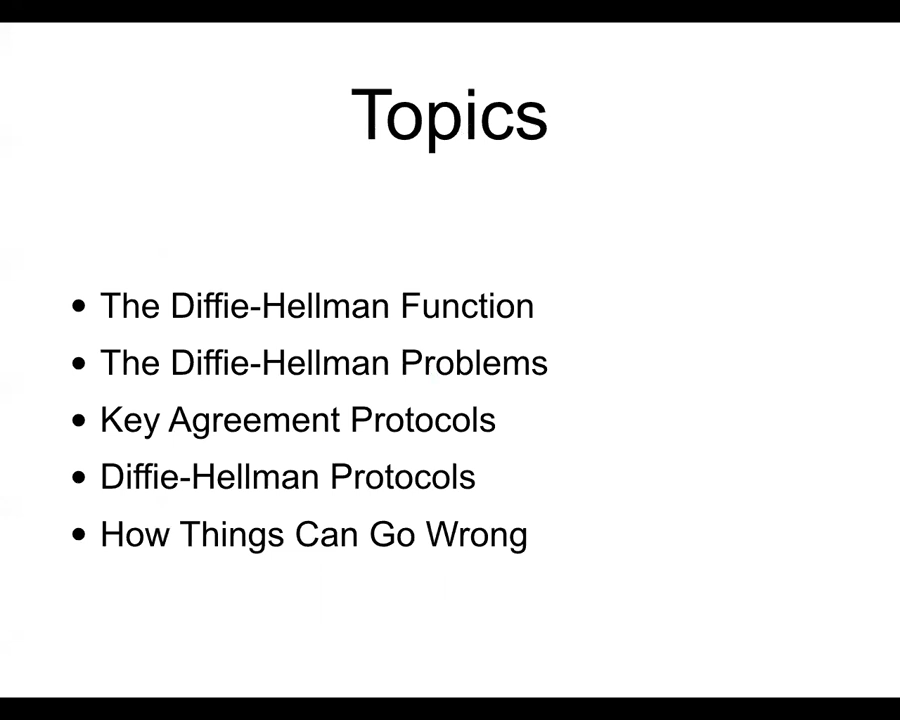 Topics
• The Diffie-Hellman Function
• The Diffie-Hellman Problems
• Key Agreement Protocols
• Diffie-Hellman Protocols
• How Things Can Go Wrong